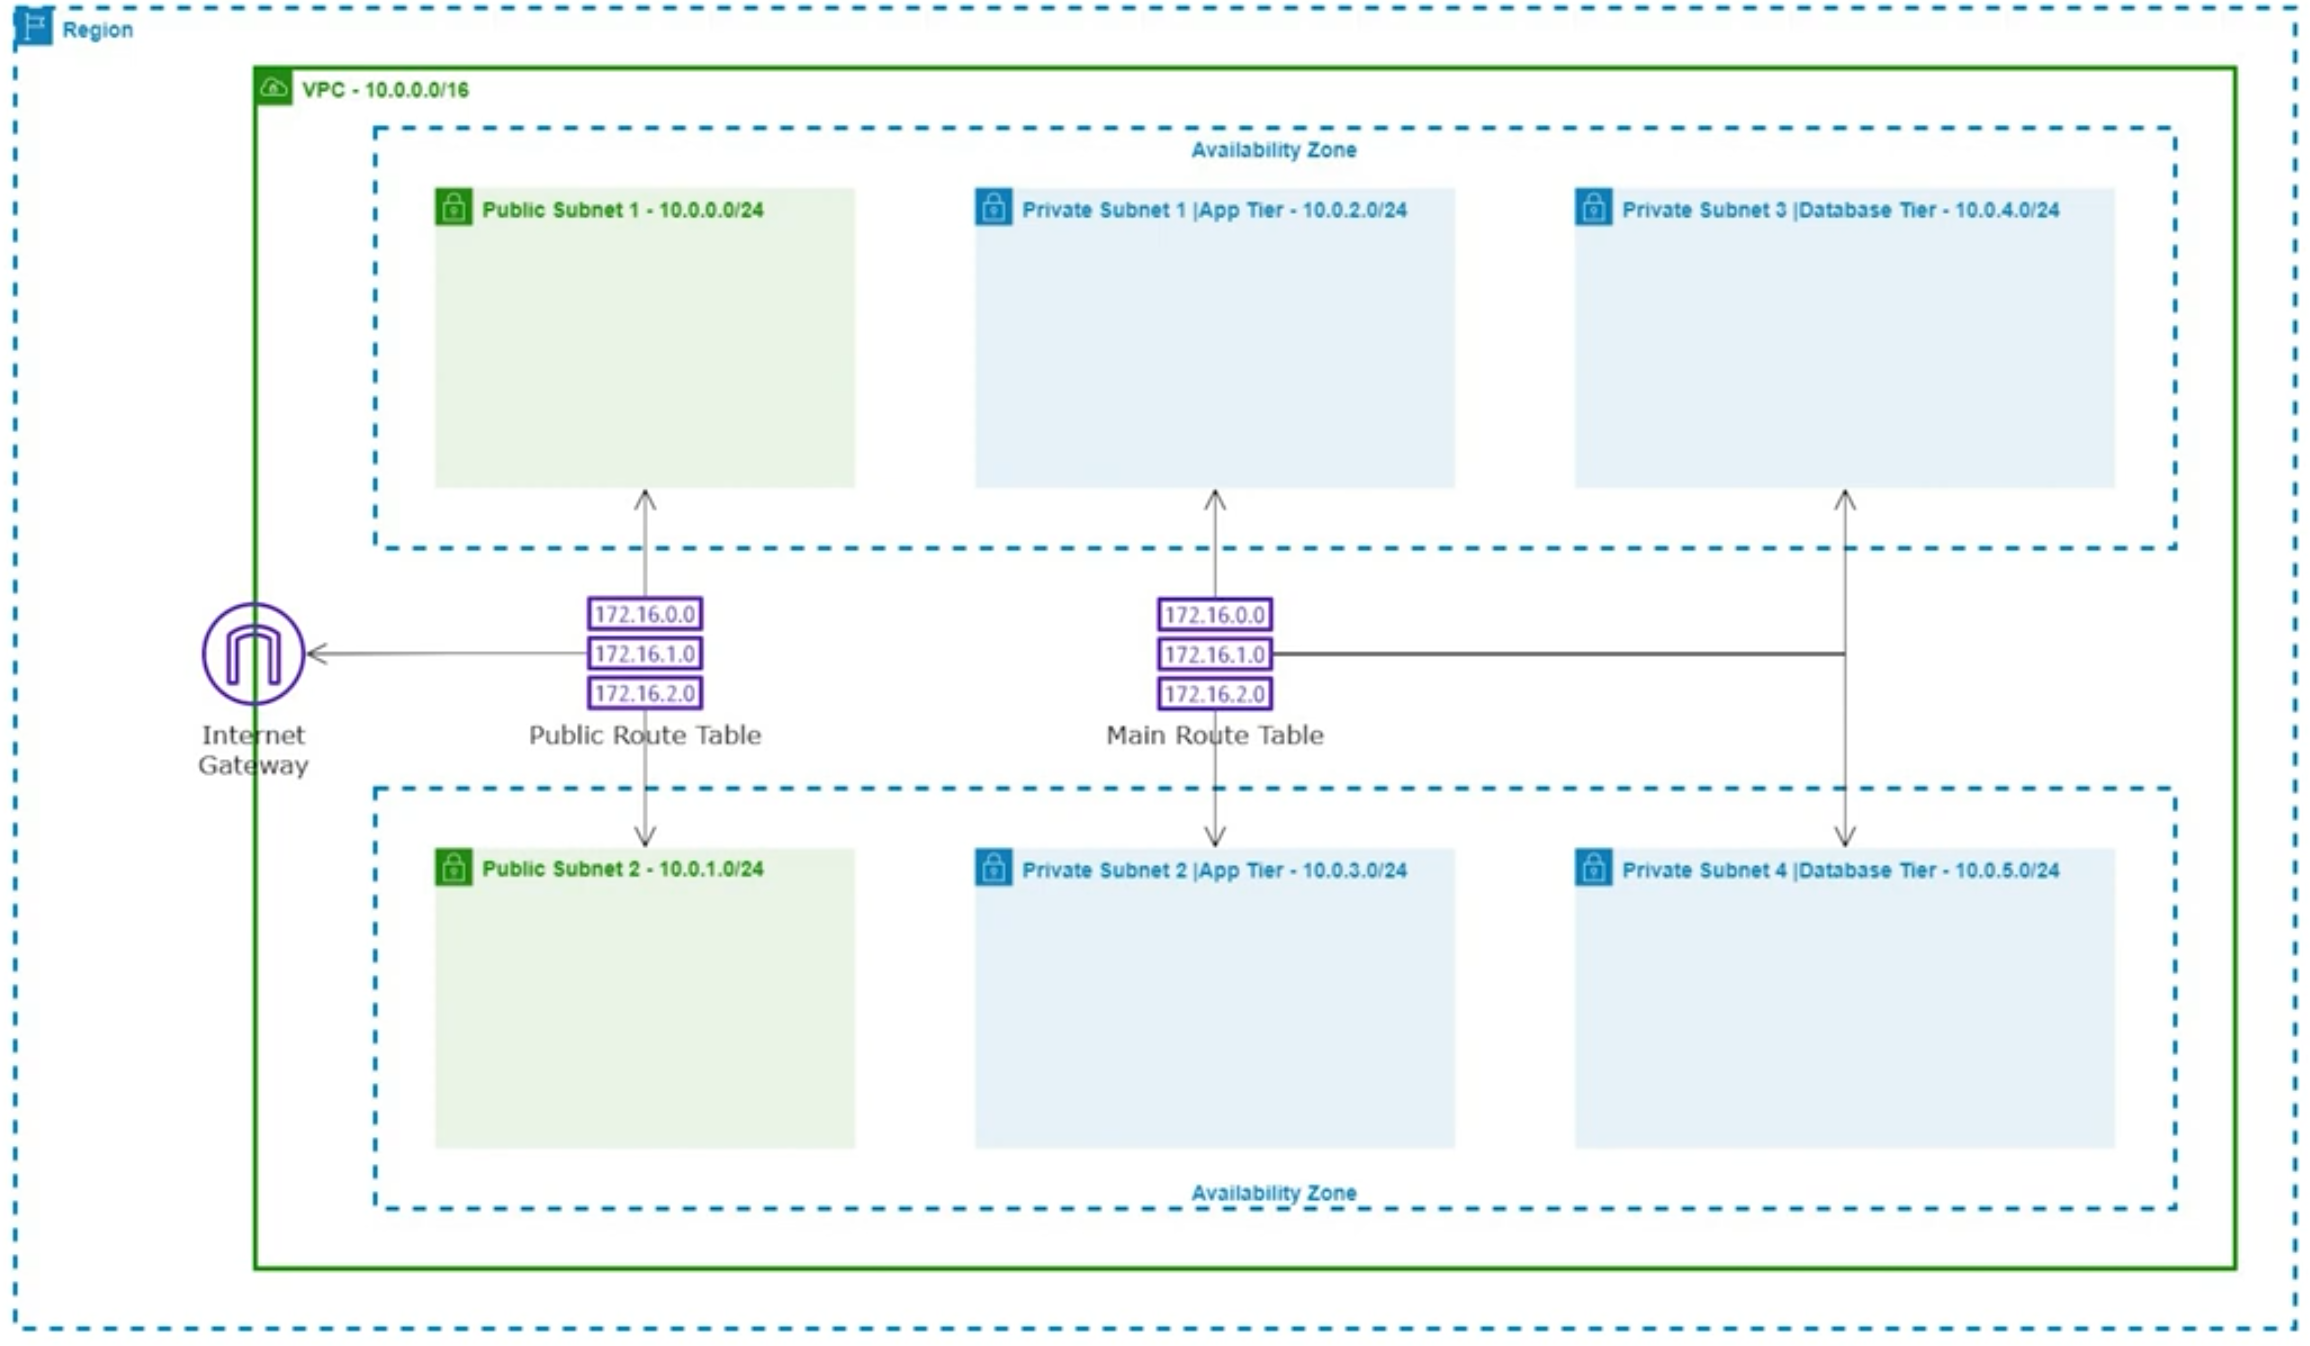 Region
VPC - 10.0.0.0/16
Availability Zone
Public Subnet 1 - 10.0.0.0/24
Private Subnet 1 |App Tier - 10.0.2.0/24
Private Subnet 3 |Database Tier - 10.0.4.0/24
172.16.0.0
172.16.1.0
172.16.2.0
Public Route Table
172.16.0.0
172.16.1.0
172.16.2.0
Main Route Table
Internet
Gateway
Public Subnet 2 - 10.0.1.0/24
Private Subnet 2 |App Tier - 10.0.3.0/24
Private Subnet 4 |Database Tier - 10.0.5.0/24
Availability Zone